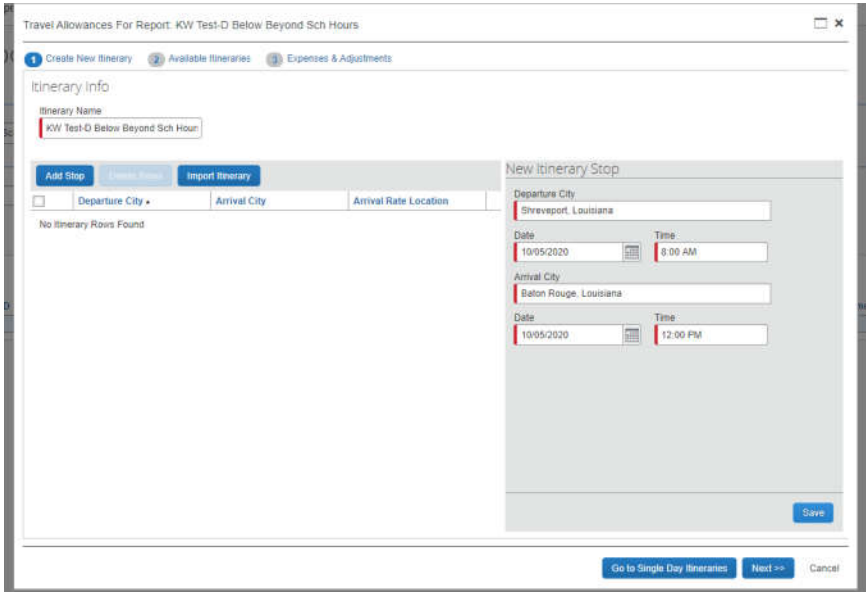 Travel Allowances For Report: KW Test-D Below Beyond Sch Hours
1 Create New Itinerary 2 Available Itineraries 3 Expenses & Adjustments
Itinerary Info
Itinerary Name
KW Test-D Below Beyond Sch Hour
Add Stop Delete Rows Import Itinerary
Departure City Arrival City Arrival Rate Location
No Itinerary Rows Found
New Itinerary Stop
Departure City
Shreveport, Louisiana
Date Time
10/05/2020 8:00 AM
Arrival City
Baton Rouge, Louisiana
Date Time
10/05/2020 12:00 PM
Save
Go to Single Day Itineraries Next >> Cancel